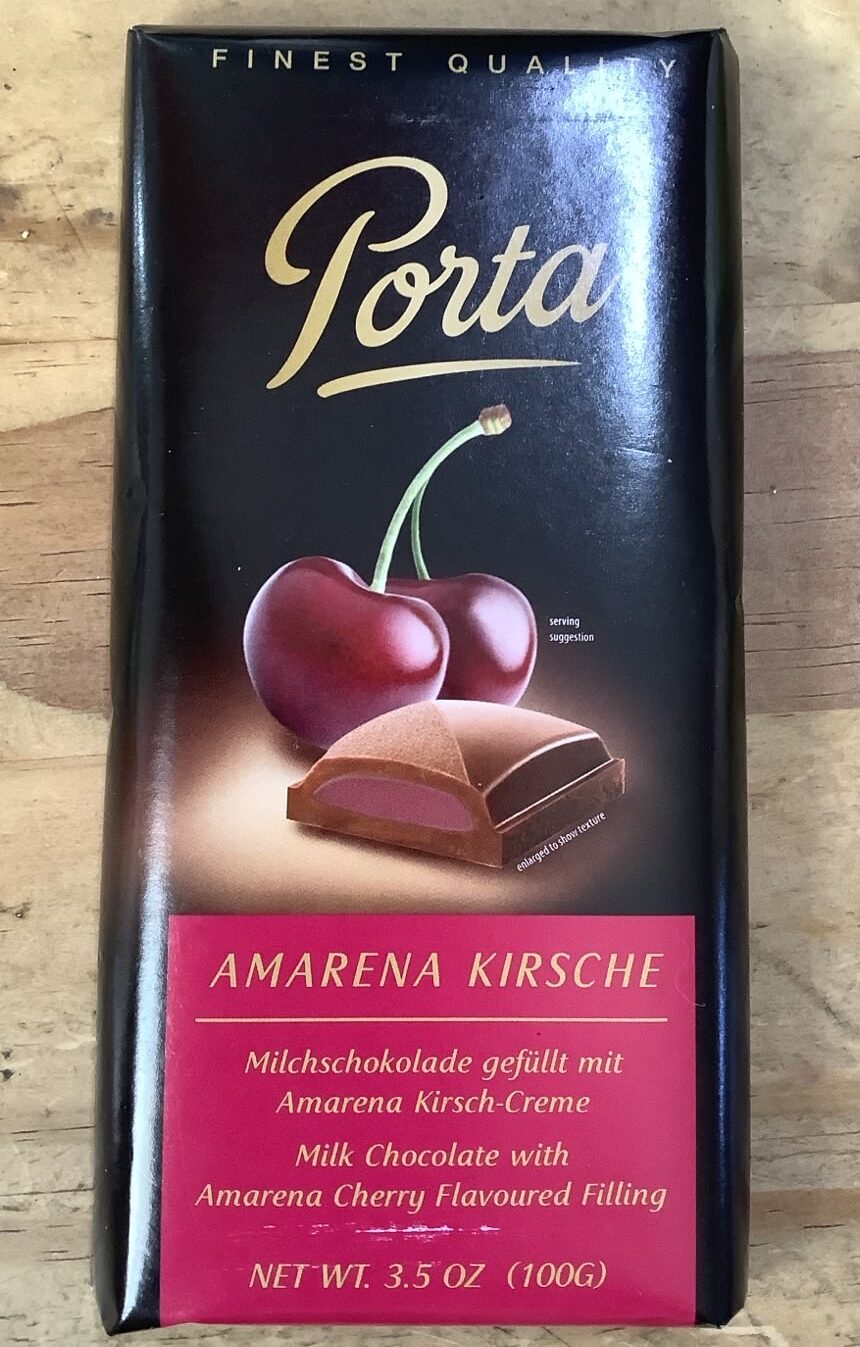 FINEST QUALITY
Porta
serving
suggestion
enlarged to show texture
AMARENA KIRSCHE
Milchschokolade gefüllt mit
Amarena Kirsch-Creme
Milk Chocolate with
Amarena Cherry Flavoured Filling
NET WT. 3.5 OZ (100G)